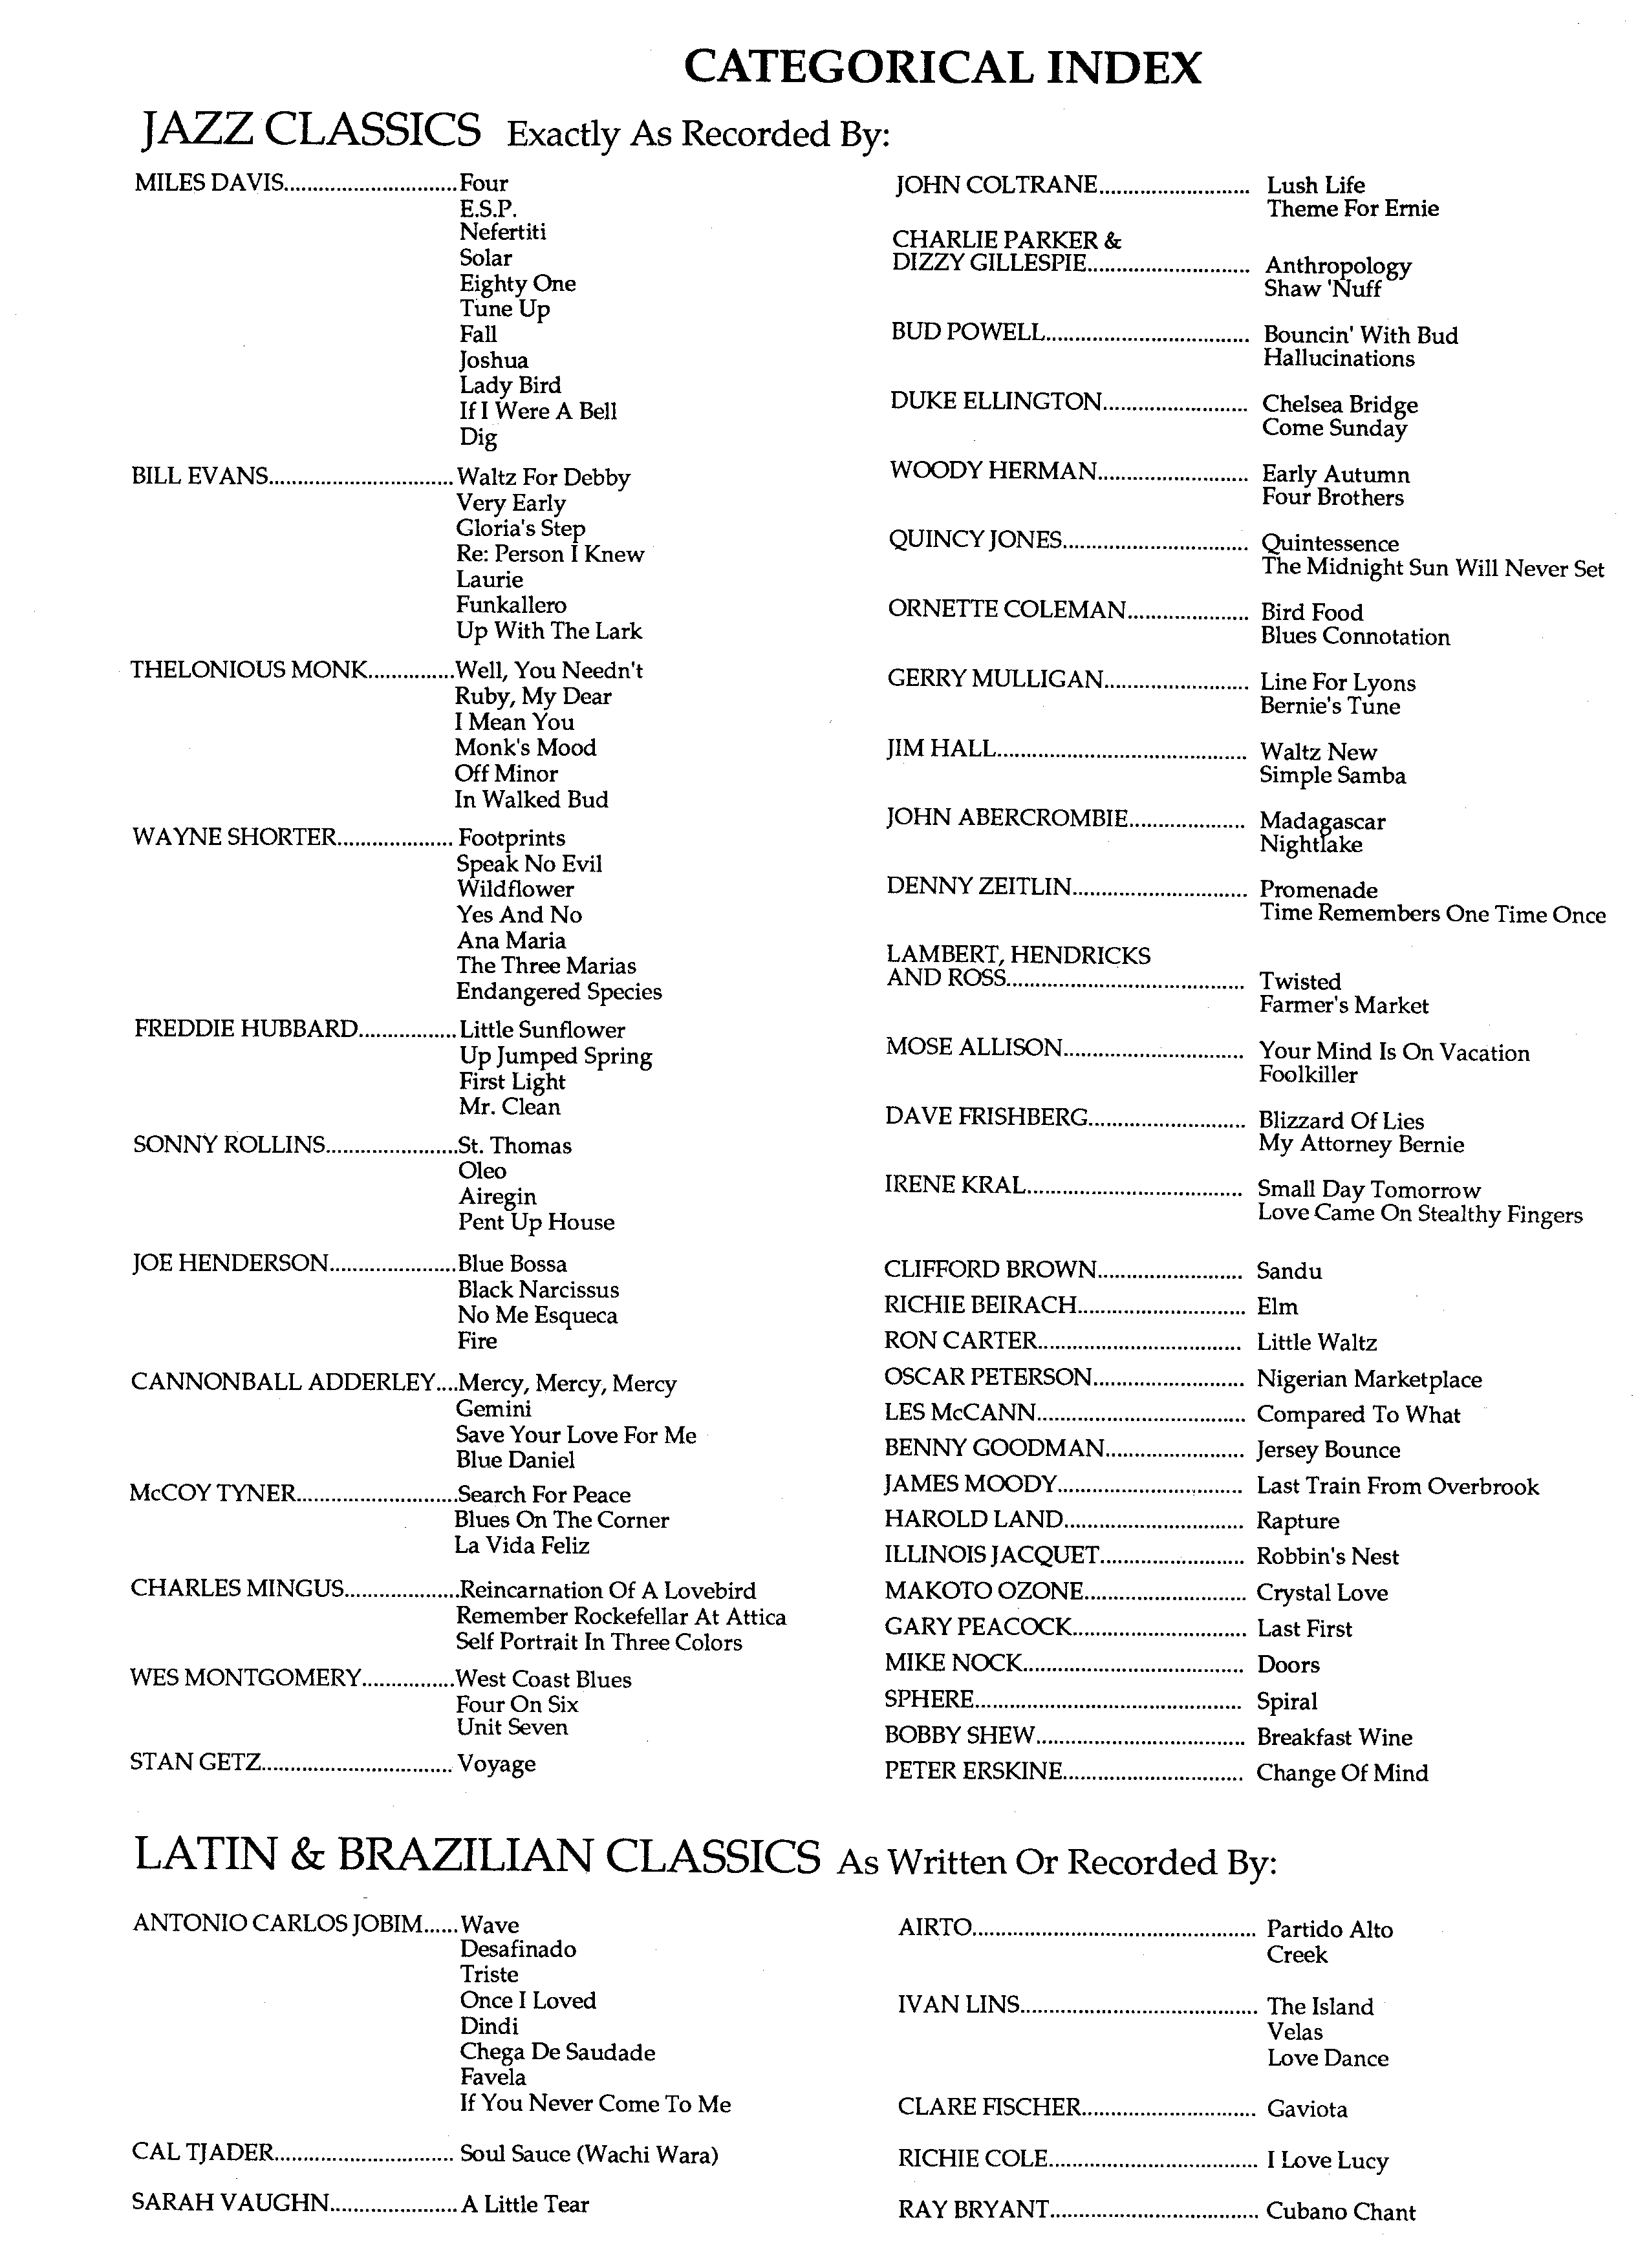 CATEGORICAL INDEX
JAZZ CLASSICS Exactly As Recorded By:
MILES DAVIS..............................Four
E.S.P.
Nefertiti
Solar
Eighty One
Tune Up
Fall
Joshua
Lady Bird
If I Were A Bell
Dig
BILL EVANS................................Waltz For Debby
Very Early
Gloria's Step
Re: Person I Knew
Laurie
Funkallero
Up With The Lark
THELONIOUS MONK...............Well, You Needn't
Ruby, My Dear
I Mean You
Monk's Mood
Off Minor
In Walked Bud
WAYNE SHORTER.................... Footprints
Speak No Evil
Wildflower
Yes And No
Ana Maria
The Three Marias
Endangered Species
FREDDIE HUBBARD.................Little Sunflower
Up Jumped Spring
First Light
Mr. Clean
SONNY ROLLINS.......................St. Thomas
Oleo
Airegin
Pent Up House
JOE HENDERSON......................Blue Bossa
Black Narcissus
No Me Esqueca
Fire
CANNONBALL ADDERLEY....Mercy, Mercy, Mercy
Gemini
Save Your Love For Me
Blue Daniel
McCOY TYNER............................Search For Peace
Blues On The Corner
La Vida Feliz
CHARLES MINGUS....................Reincarnation Of A Lovebird
Remember Rockefellar At Attica
Self Portrait In Three Colors
WES MONTGOMERY................West Coast Blues
Four On Six
Unit Seven
STAN GETZ................................. Voyage
JOHN COLTRANE.......................... Lush Life
Theme For Ernie
CHARLIE PARKER &
DIZZY GILLESPIE............................ Anthropology
Shaw 'Nuff
BUD POWELL................................... Bouncin' With Bud
Hallucinations
DUKE ELLINGTON......................... Chelsea Bridge
Come Sunday
WOODY HERMAN.......................... Early Autumn
Four Brothers
QUINCY JONES................................ Quintessence
The Midnight Sun Will Never Set
ORNETTE COLEMAN..................... Bird Food
Blues Connotation
GERRY MULLIGAN......................... Line For Lyons
Bernie's Tune
JIM HALL........................................... Waltz New
Simple Samba
JOHN ABERCROMBIE.................... Madagascar
Nightlake
DENNY ZEITLIN.............................. Promenade
Time Remembers One Time Once
LAMBERT, HENDRICKS
AND ROSS......................................... Twisted
Farmer's Market
MOSE ALLISON............................... Your Mind Is On Vacation
Foolkiller
DAVE FRISHBERG........................... Blizzard Of Lies
My Attorney Bernie
IRENE KRAL..................................... Small Day Tomorrow
Love Came On Stealthy Fingers
CLIFFORD BROWN......................... Sandu
RICHIE BEIRACH............................. Elm
RON CARTER................................... Little Waltz
OSCAR PETERSON.......................... Nigerian Marketplace
LES McCANN.................................... Compared To What
BENNY GOODMAN........................ Jersey Bounce
JAMES MOODY................................ Last Train From Overbrook
HAROLD LAND............................... Rapture
ILLINOIS JACQUET......................... Robbin's Nest
MAKOTO OZONE............................ Crystal Love
GARY PEACOCK.............................. Last First
MIKE NOCK...................................... Doors
SPHERE.............................................. Spiral
BOBBY SHEW.................................... Breakfast Wine
PETER ERSKINE............................... Change Of Mind
LATIN & BRAZILIAN CLASSICS As Written Or Recorded By:
ANTONIO CARLOS JOBIM......Wave
Desafinado
Triste
Once I Loved
Dindi
Chega De Saudade
Favela
If You Never Come To Me
CAL TJADER............................... Soul Sauce (Wachi Wara)
SARAH VAUGHN......................A Little Tear
AIRTO................................................. Partido Alto
Creek
IVAN LINS......................................... The Island
Velas
Love Dance
CLARE FISCHER.............................. Gaviota
RICHIE COLE.................................... I Love Lucy
RAY BRYANT.................................... Cubano Chant